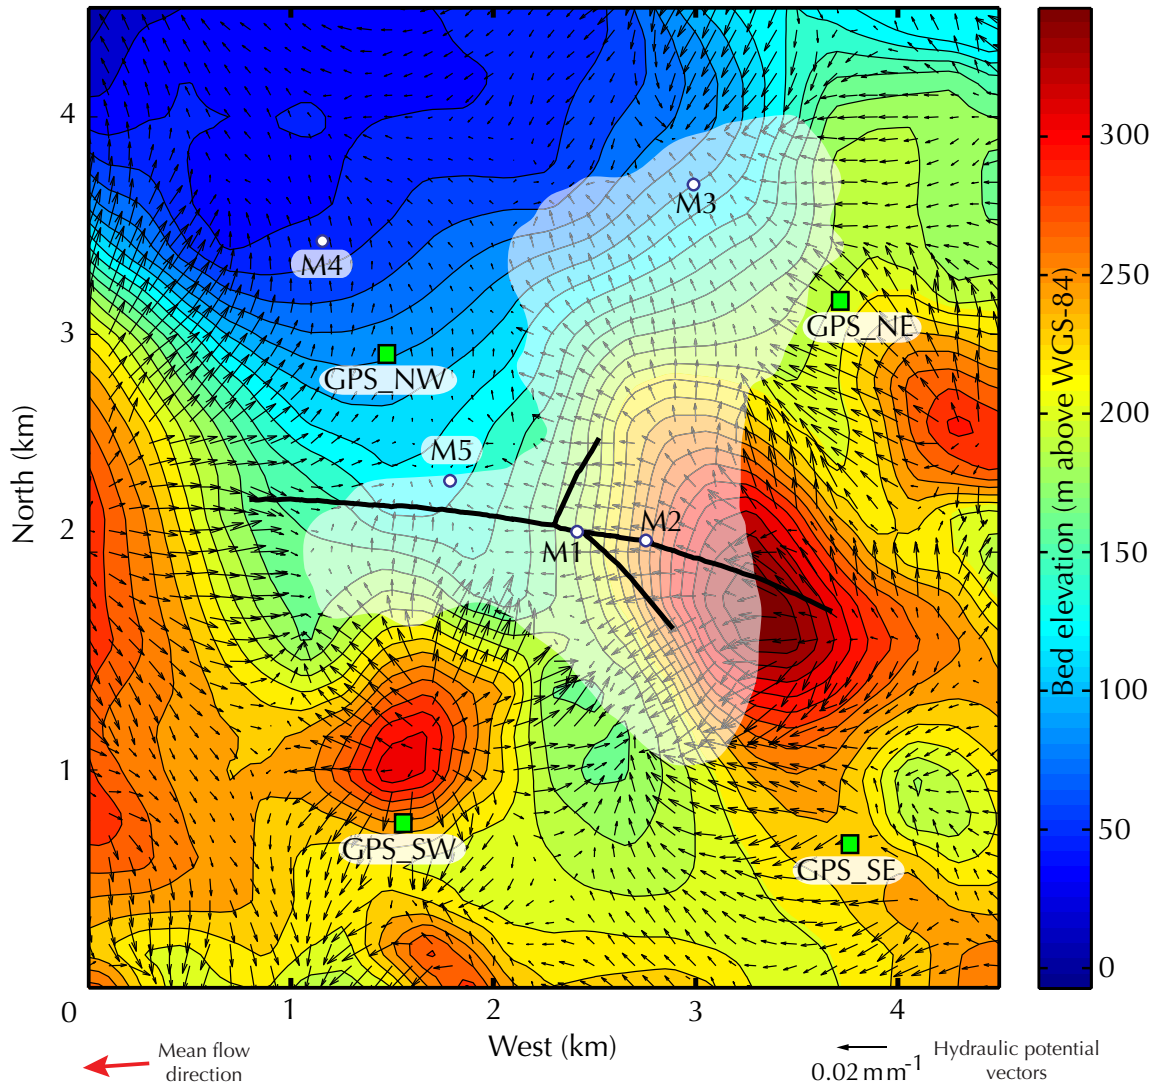 4
3
2
1
0
1
2
3
4
North (km)
West (km)
M3
M4
GPS_NE
GPS_NW
M5
M2
M1
GPS_SW
GPS_SE
300
250
200
150
100
50
0
Bed elevation (m above WGS-84)
Mean flow
direction
0.02 m m-1
Hydraulic potential
vectors